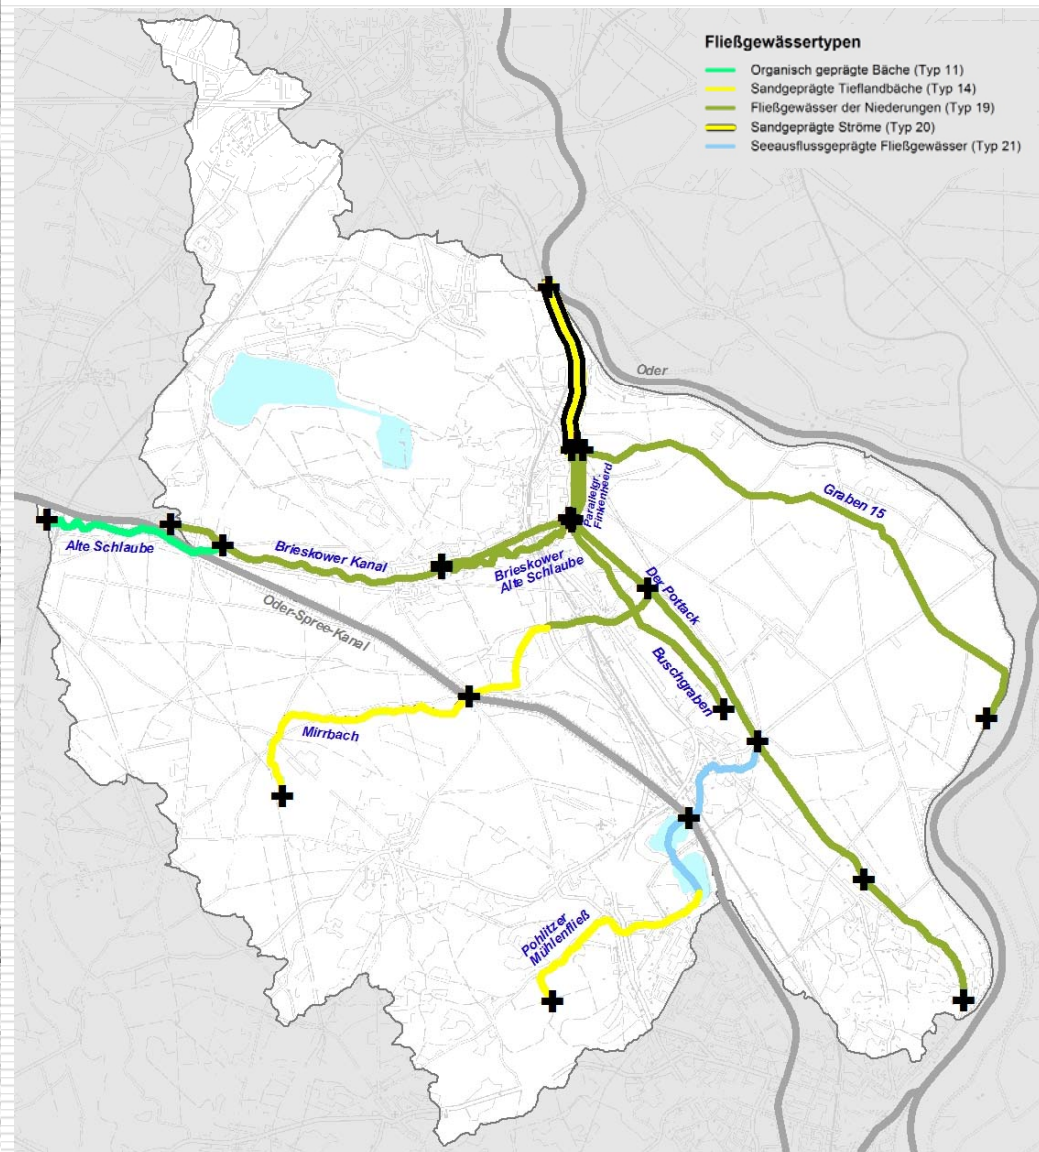 Fließgewässertypen
Organisch geprägte Bäche (Typ 11)
Sandgeprägte Tieflandbäche (Typ 14)
Fließgewässer der Niederungen (Typ 19)
Sandgeprägte Ströme (Typ 20)
Seeausflussgeprägte Fließgewässer (Typ 21)
Oder
Parallelgr.
Finkenheerd
Graben 15
Alte Schlaube
Brieskower Kanal
Brieskower
Alte Schlaube
Der Pottack
Oder-Spree-Kanal
Buschgraben
Mirrbach
Pohlitzer
Mühlenfließ